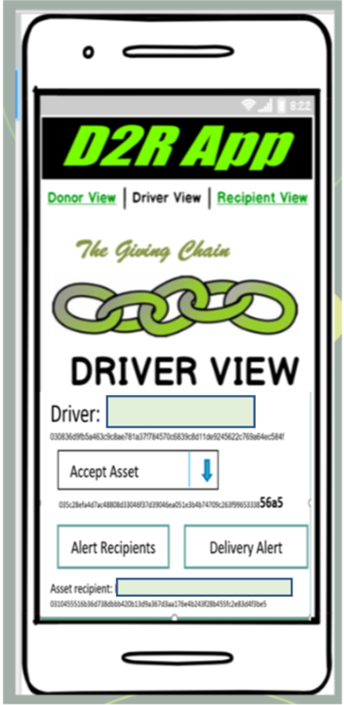 8:22
D2R App
Donor View | Driver View | Recipient View
The Giving Chain
DRIVER VIEW
Driver:
Accept Asset
56a5
Alert Recipients Delivery Alert
Asset recipient: